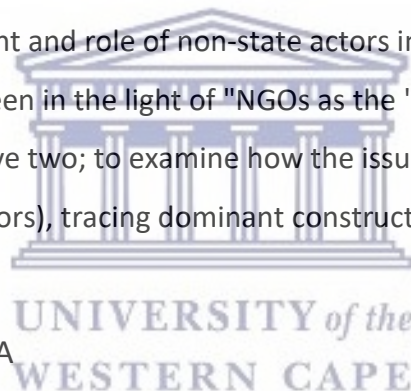 nt and role of non-state actors in
een in the light of "NGOs as the '
ve two; to examine how the issu
ors), tracing dominant construct
UNIVERSITY of the
A
WESTERN CAPE